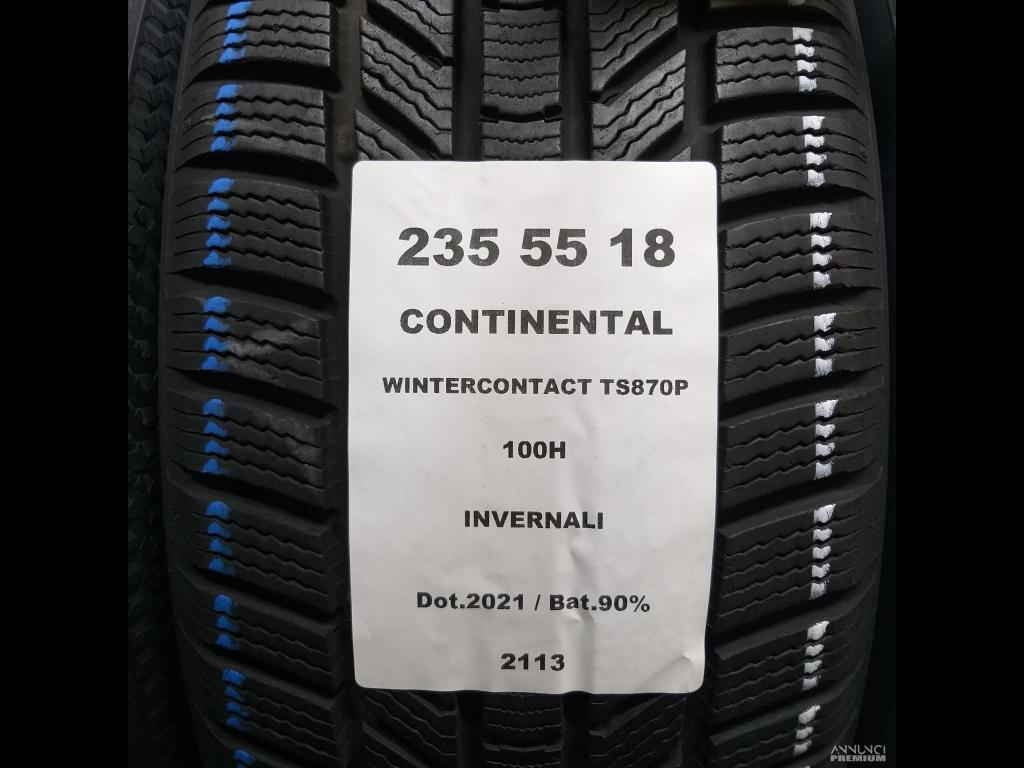 235 55 18
CONTINENTAL
WINTERCONTACT TS870P
100H
INVERNALI
Dot.2021 / Bat.90%
2113
ANNUNCI
PREMIUM